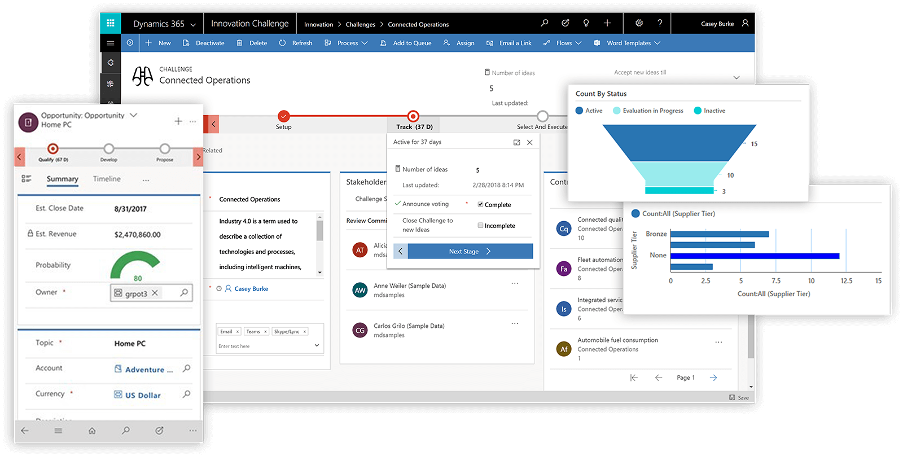 Dynamics 365
Innovation Challenge
Innovation > Challenges > Connected Operations
Casey Burke
New
Deactivate
Delete
Refresh
Process
Add to Queue
Assign
Email a Link
Flows
Word Templates
CHALLENGE
Connected Operations
Number of ideas
5
Last updated:
Accept new ideas till
Setup
Track (37 D)
Select And Execute
Related
Active for 37 days
Number of ideas
5
Last updated:
2/28/2018 8:14 PM
Announce voting
Complete
Close Challenge to
new Ideas
Incomplete
Next Stage
*
Connected Operations
Industry 4.0 is a term used to
describe a collection of
technologies and processes,
including intelligent machines,
*
Casey Burke
Email x
Teams x
Skype/Sync x
Enter text here
Stakeholder
Challenge S
Review Commi
AT
Alicia
mdsa
AW
Anne Weiler (Sample Data)
mdsamples
...
CG
Carlos Grilo (Sample Data)
mdsamples
...
Cont
Cq
Connected quali
Connected Oper
10
Fa
Fleet automation
Connected Oper
7
Is
Integrated service
Connected Operations
6
Af
Automobile fuel consumption
Connected Operations
1
...
Page 1
Save
Opportunity: Opportunity
Home PC
...
Qualify (67 D)
Develop
Propose
Summary
Timeline
...
Est. Close Date
8/31/2017
Est. Revenue
$2,470,860.00
Probability
80
Owner *
grpot3 ×
Topic *
Home PC
Account
Adventure ...
Currency *
US Dollar
...
Count By Status
Active
Evaluation in Progress
Inactive
15
10
3
Count:All (Supplier Tier)
Supplier Tier
Bronze
None
0
2.5
5
7.5
10
12.5
15
Count:All (Supplier Tier)